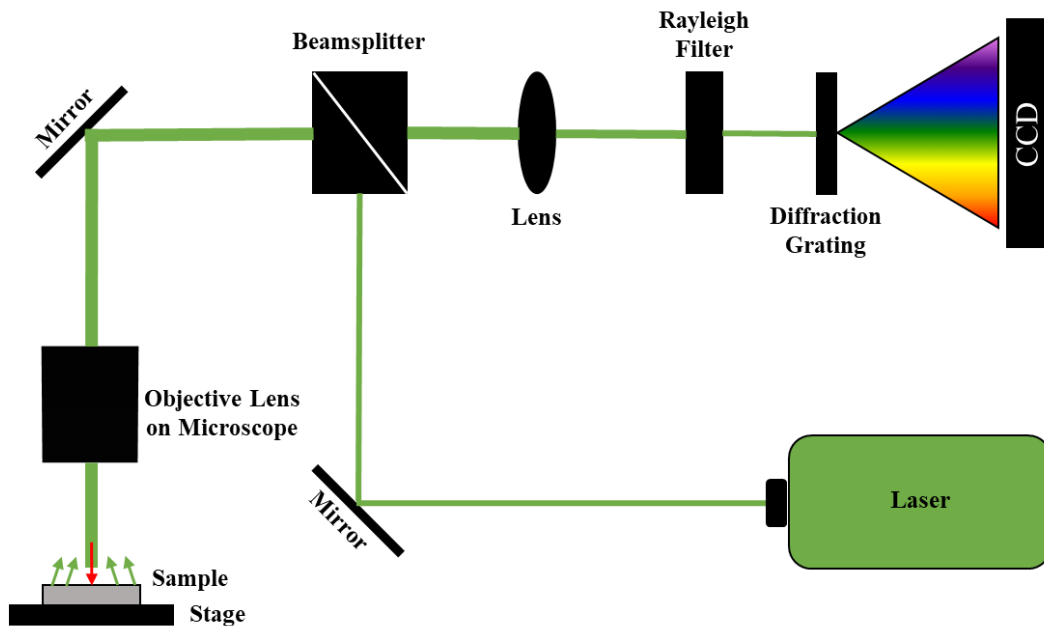 Rayleigh
Filter
Beamsplitter
Mirror
CCD
Lens
Diffraction
Grating
Objective Lens
on Microscope
Laser
Mirror
Sample
Stage